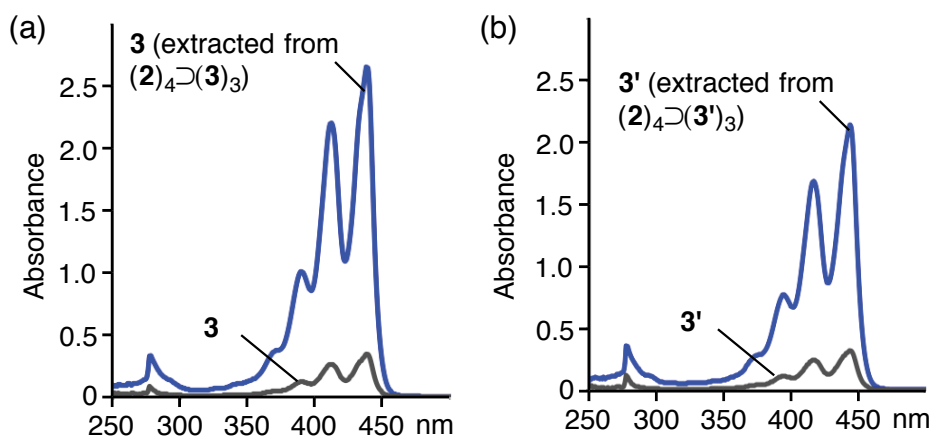 (a)
3 (extracted from
(2)₄⊃(3)₃)
Absorbance
2.5
2.0
1.5
1.0
0.5
0
3
250 300 350 400 450 nm
(b)
3' (extracted from
(2)₄⊃(3')₃)
Absorbance
2.5
2.0
1.5
1.0
0.5
0
3'
250 300 350 400 450 nm